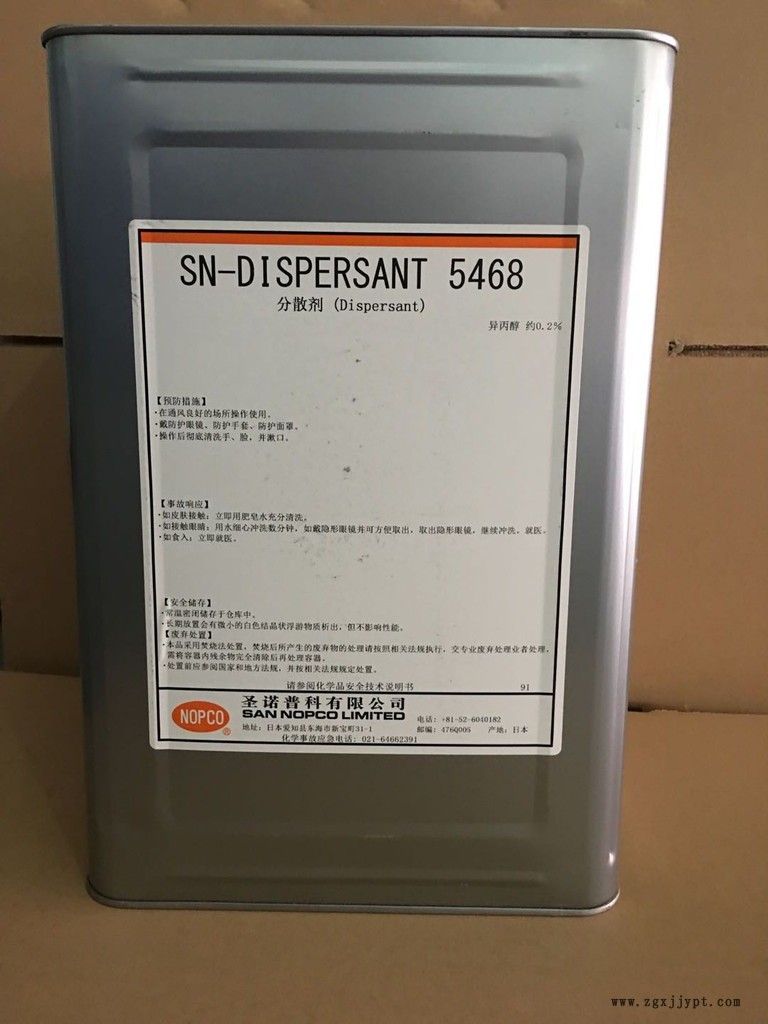 SN-DISPERSANT 5468
分散剂 (Dispersant)
异丙醇 约0.2%
【预防措施】
·在通风良好的场所操作使用。
·戴防护眼镜、防护手套、防护面罩。
·操作后彻底清洗手、脸，并漱口。
【事故响应】
·如皮肤接触：立即用肥皂水充分清洗。
·如接触眼睛：用水细心冲洗数分钟，如戴隐形眼镜并可方便取出，取出隐形眼镜，继续冲洗，就医。
·如食入：立即就医。
【安全储存】
·常温密闭储存于仓库中。
·长期放置会有微小的白色结晶状浮游物质析出，但不影响性能。
【废弃处置】
·本品采用焚烧法处置，焚烧后所产生的废弃物的处理请按照相关法规执行，交专业废弃处理业者处理，
需将容器内残余物完全清除后再处理容器。
·处置前应参阅国家和地方法规，并按相关法规规定处置。
请参阅化学品安全技术说明书 91
NOPCO ®
圣诺普科有限公司
SAN NOPCO LIMITED
电话：+81-52-6040182
地址：日本爱知县东海市新宝町31-1 邮编：476Q005 产地：日本
化学事故应急电话：021-64662391
www.zgxjjypt.com